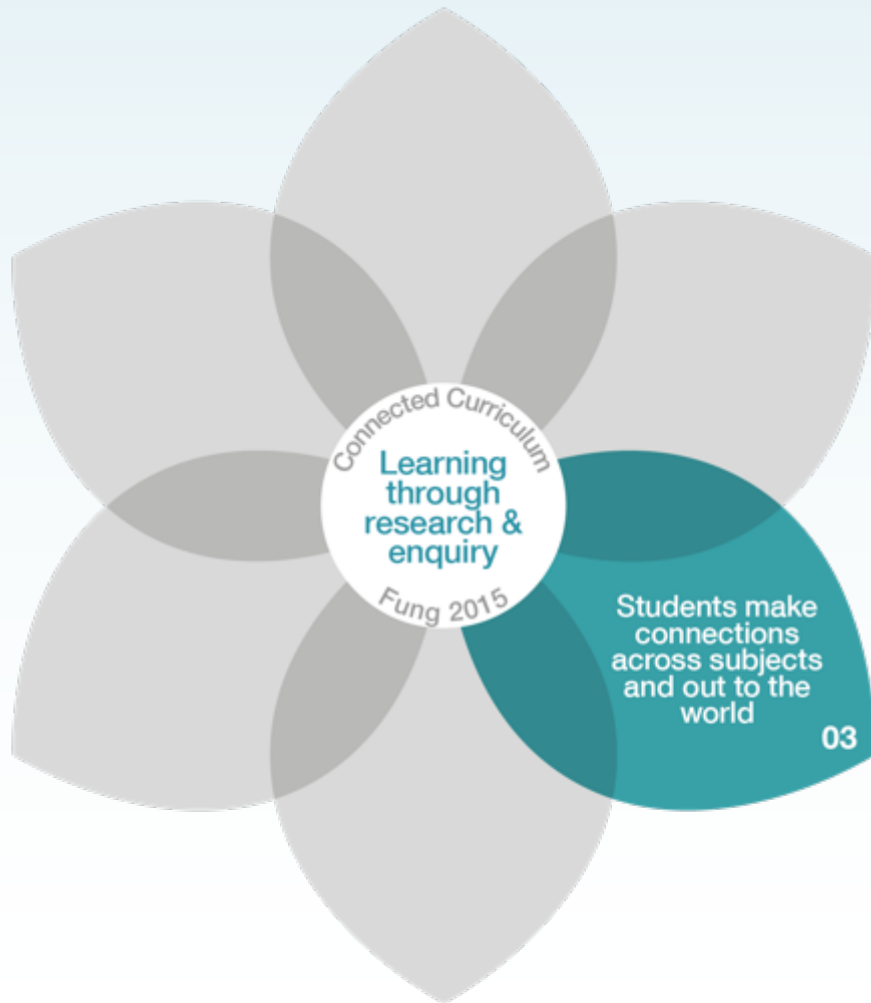 Connected Curriculum
Learning
through
research &
enquiry
Fung 2015
Students make
connections
across subjects
and out to the
world
03